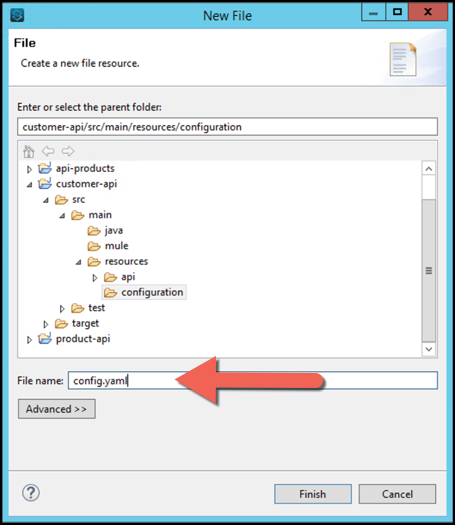 New File
File
Create a new file resource.
Enter or select the parent folder:
customer-api/src/main/resources/configuration
api-products
customer-api
src
main
java
mule
resources
api
configuration
test
target
product-api
File name: config.yaml
Advanced >>
? Finish Cancel